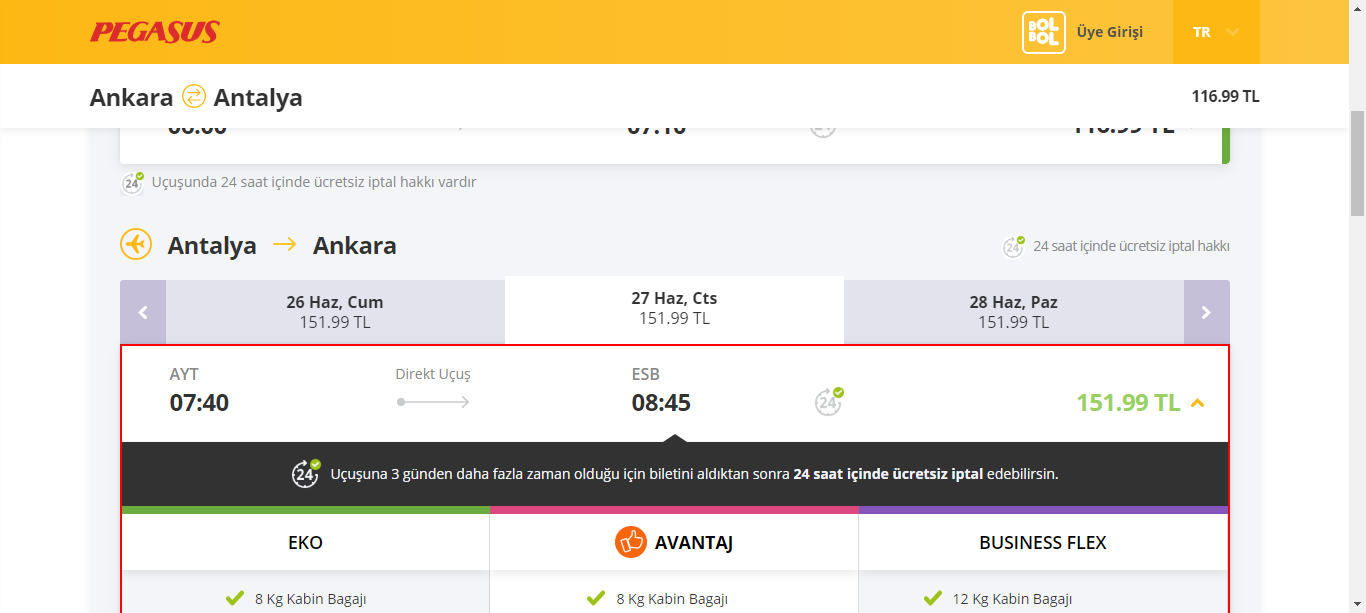 PEGASUS
BOL BOL
Üye Girişi
TR
Ankara Antalya
116.99 TL
24
Uçuşunda 24 saat içinde ücretsiz iptal hakkı vardır
Antalya Ankara
24
24 saat içinde ücretsiz iptal hakkı
26 Haz, Cum
151.99 TL
27 Haz, Cts
151.99 TL
28 Haz, Paz
151.99 TL
AYT
Direkt Uçuş
ESB
07:40
08:45
24
151.99 TL
24
Uçuşuna 3 günden daha fazla zaman olduğu için biletini aldıktan sonra 24 saat içinde ücretsiz iptal edebilirsin.
EKO
AVANTAJ
BUSINESS FLEX
8 Kg Kabin Bagajı
8 Kg Kabin Bagajı
12 Kg Kabin Bagajı